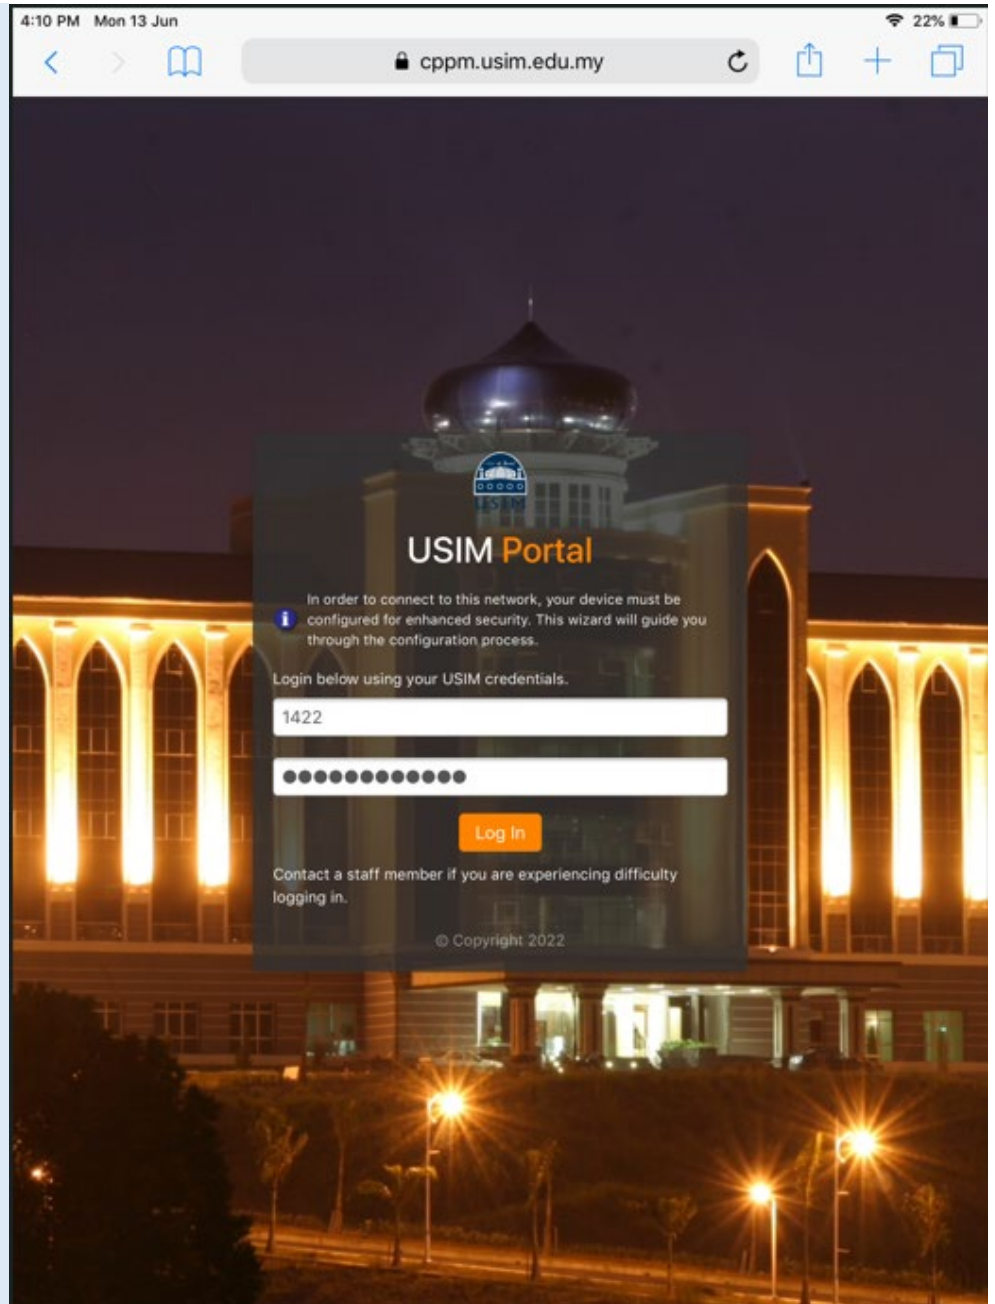 4:10 PM Mon 13 Jun 22%
cppm.usim.edu.my
USIM
USIM Portal
In order to connect to this network, your device must be
configured for enhanced security. This wizard will guide you
through the configuration process.
Login below using your USIM credentials.
1422
●●●●●●●●●●●●
Log In
Contact a staff member if you are experiencing difficulty
logging in.
© Copyright 2022